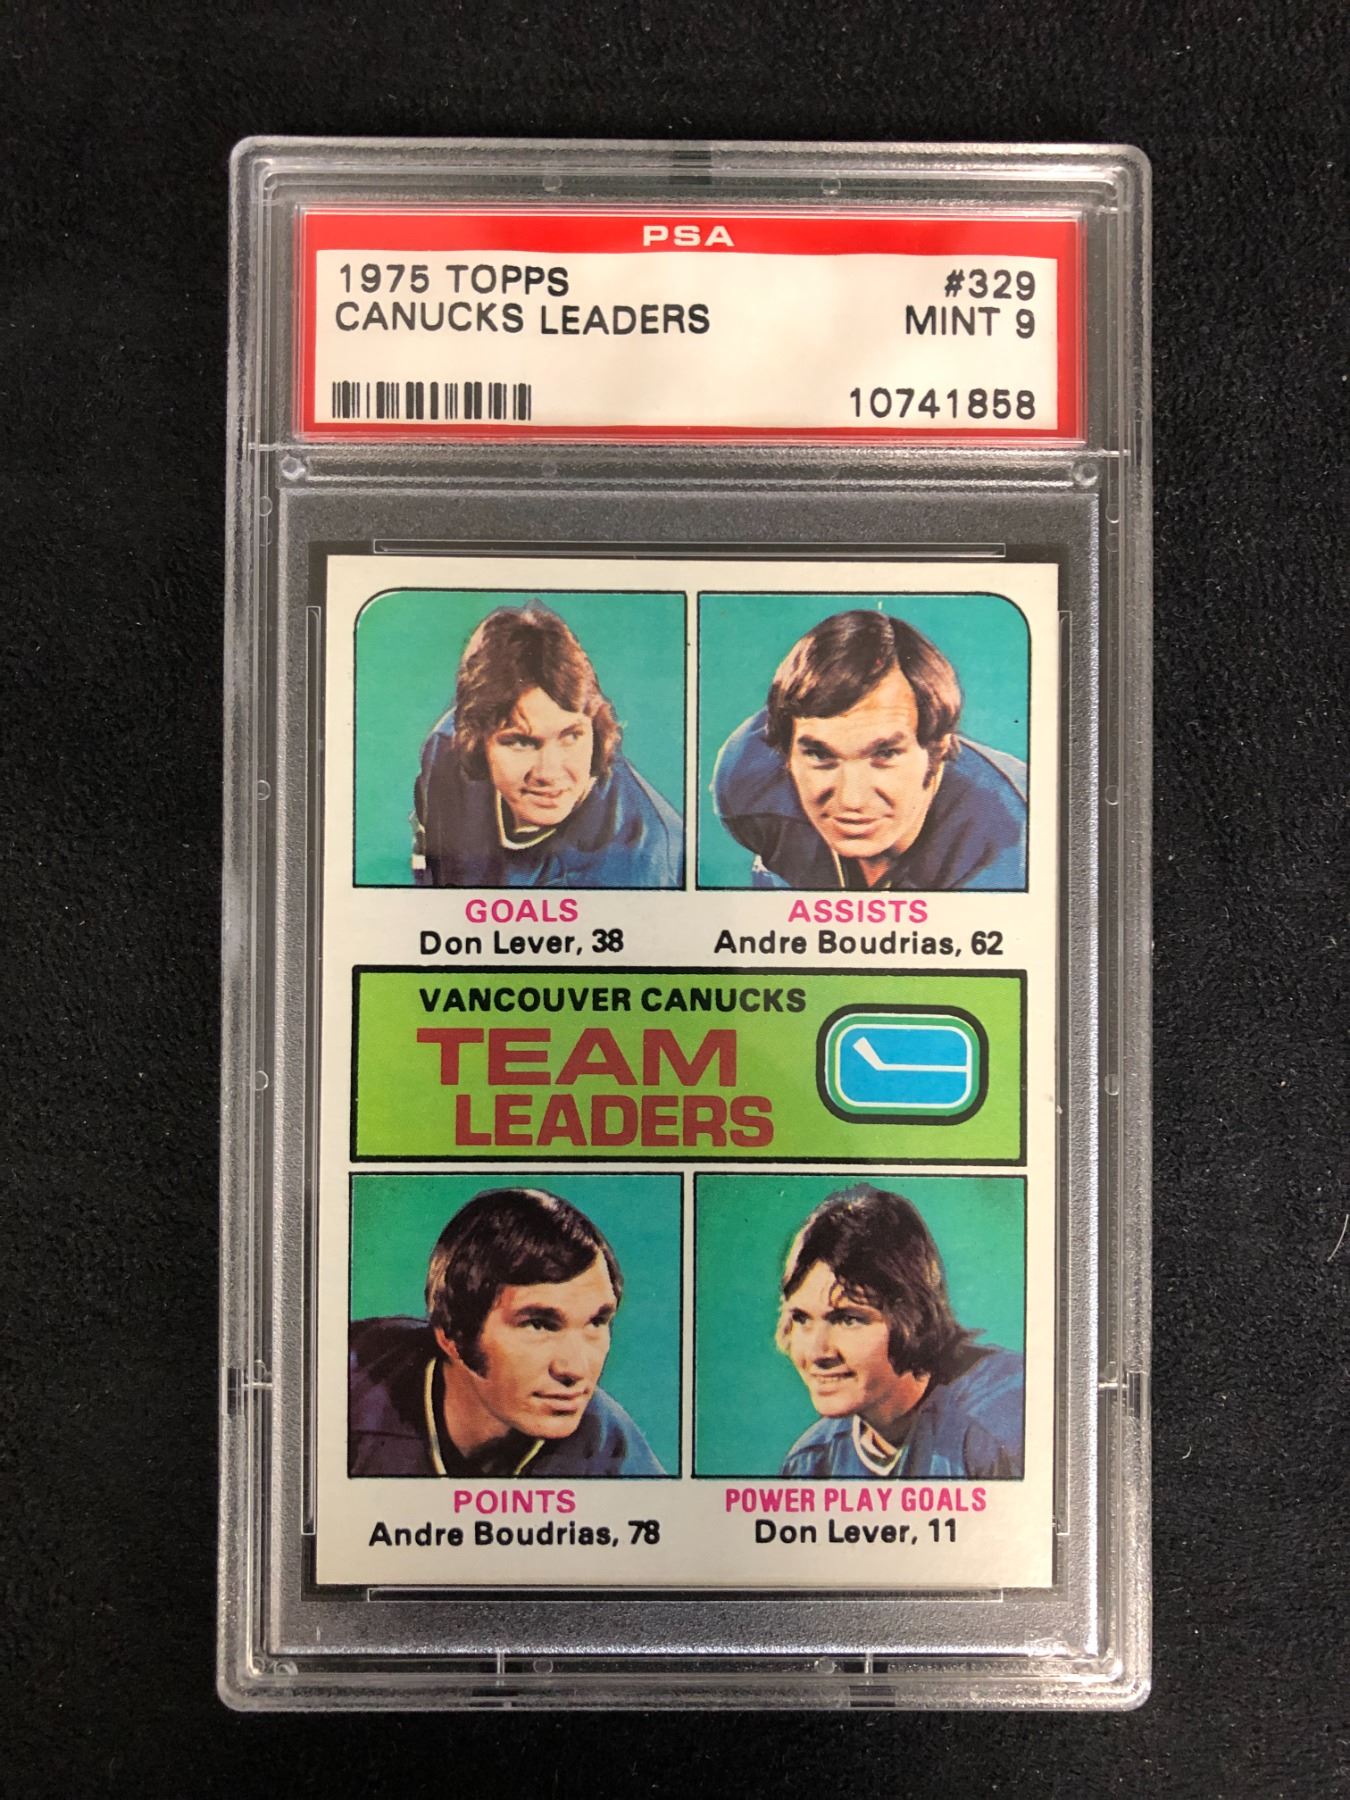 PSA
1975 TOPPS #329
CANUCKS LEADERS MINT 9
10741858
GOALS ASSISTS
Don Lever, 38 Andre Boudrias, 62
VANCOUVER CANUCKS
TEAM
LEADERS
POINTS POWER PLAY GOALS
Andre Boudrias, 78 Don Lever, 11